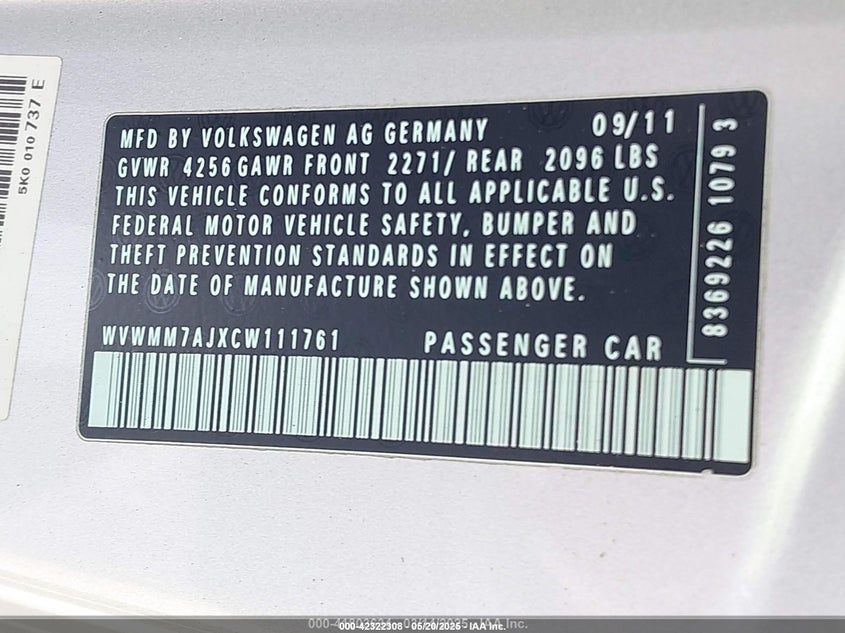 5K0 010 737 E
MFD BY VOLKSWAGEN AG GERMANY 09/11
GVWR 4256 GAWR FRONT 2271/ REAR 2096 LBS
THIS VEHICLE CONFORMS TO ALL APPLICABLE U.S.
FEDERAL MOTOR VEHICLE SAFETY, BUMPER AND
THEFT PREVENTION STANDARDS IN EFFECT ON
THE DATE OF MANUFACTURE SHOWN ABOVE.
WVWMM7AJXCW111761 PASSENGER CAR
8369226 1079 3
000-42322308 - 05/20/2025 - IAA Inc.